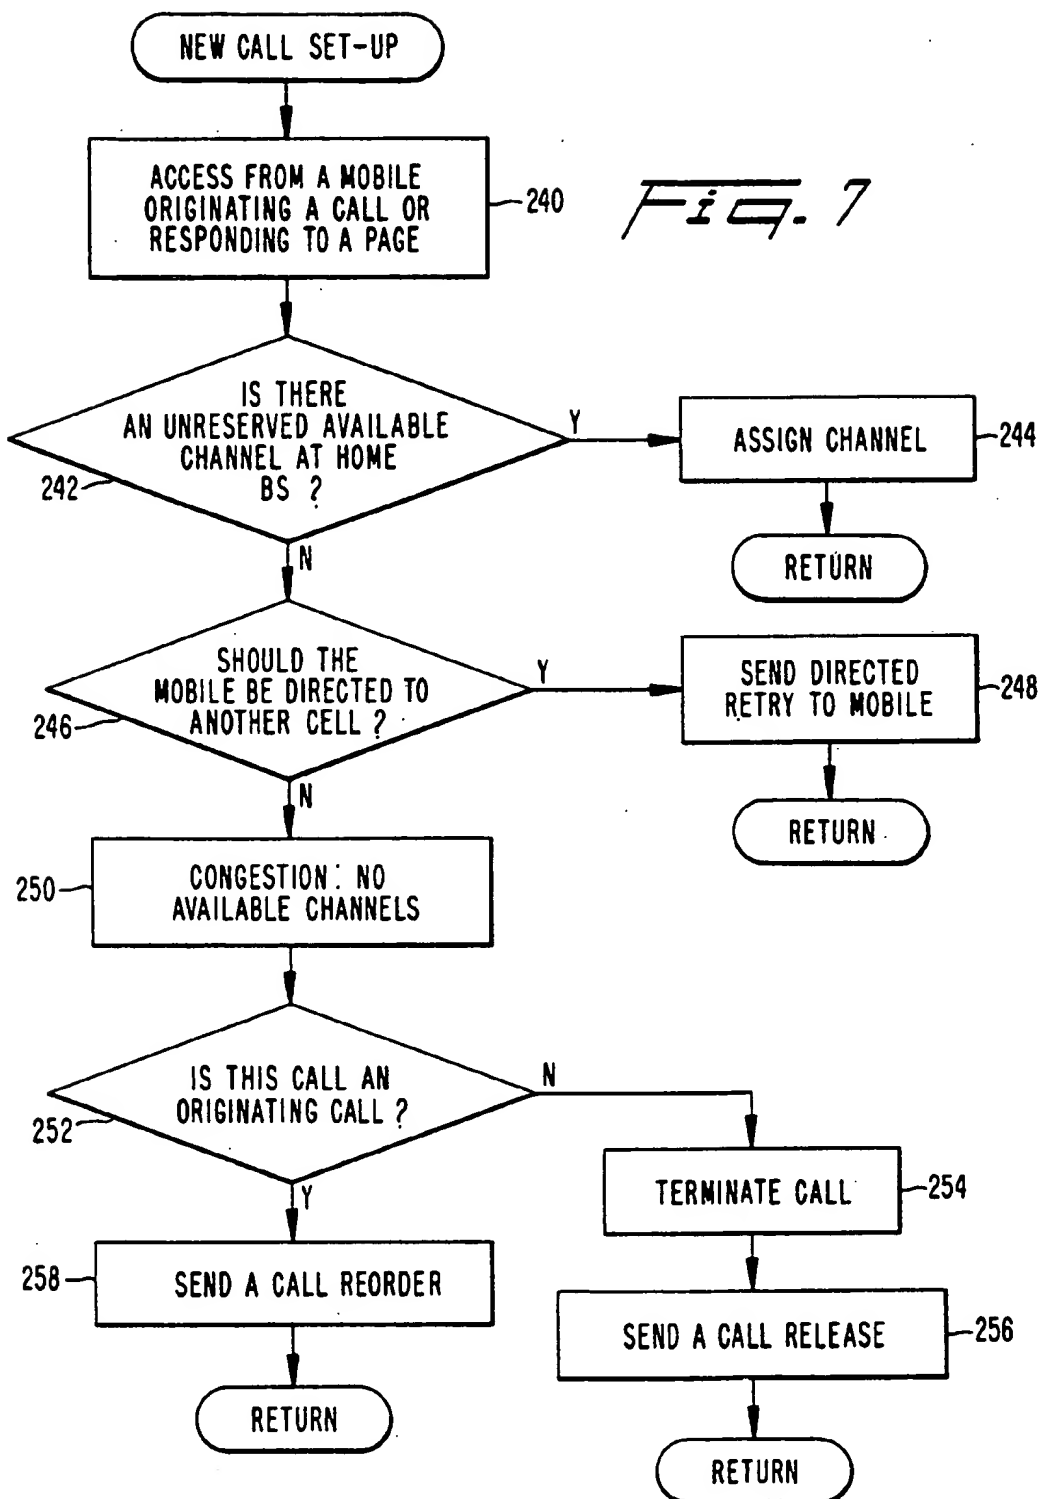 NEW CALL SET-UP
ACCESS FROM A MOBILE
ORIGINATING A CALL OR
RESPONDING TO A PAGE
240
Fig. 7
IS THERE
AN UNRESERVED AVAILABLE
CHANNEL AT HOME
BS ?
242
Y
ASSIGN CHANNEL
244
RETURN
N
SHOULD THE
MOBILE BE DIRECTED TO
ANOTHER CELL ?
246
Y
SEND DIRECTED
RETRY TO MOBILE
248
RETURN
N
250
CONGESTION: NO
AVAILABLE CHANNELS
IS THIS CALL AN
ORIGINATING CALL ?
252
N
TERMINATE CALL
254
Y
258
SEND A CALL REORDER
SEND A CALL RELEASE
256
RETURN
RETURN